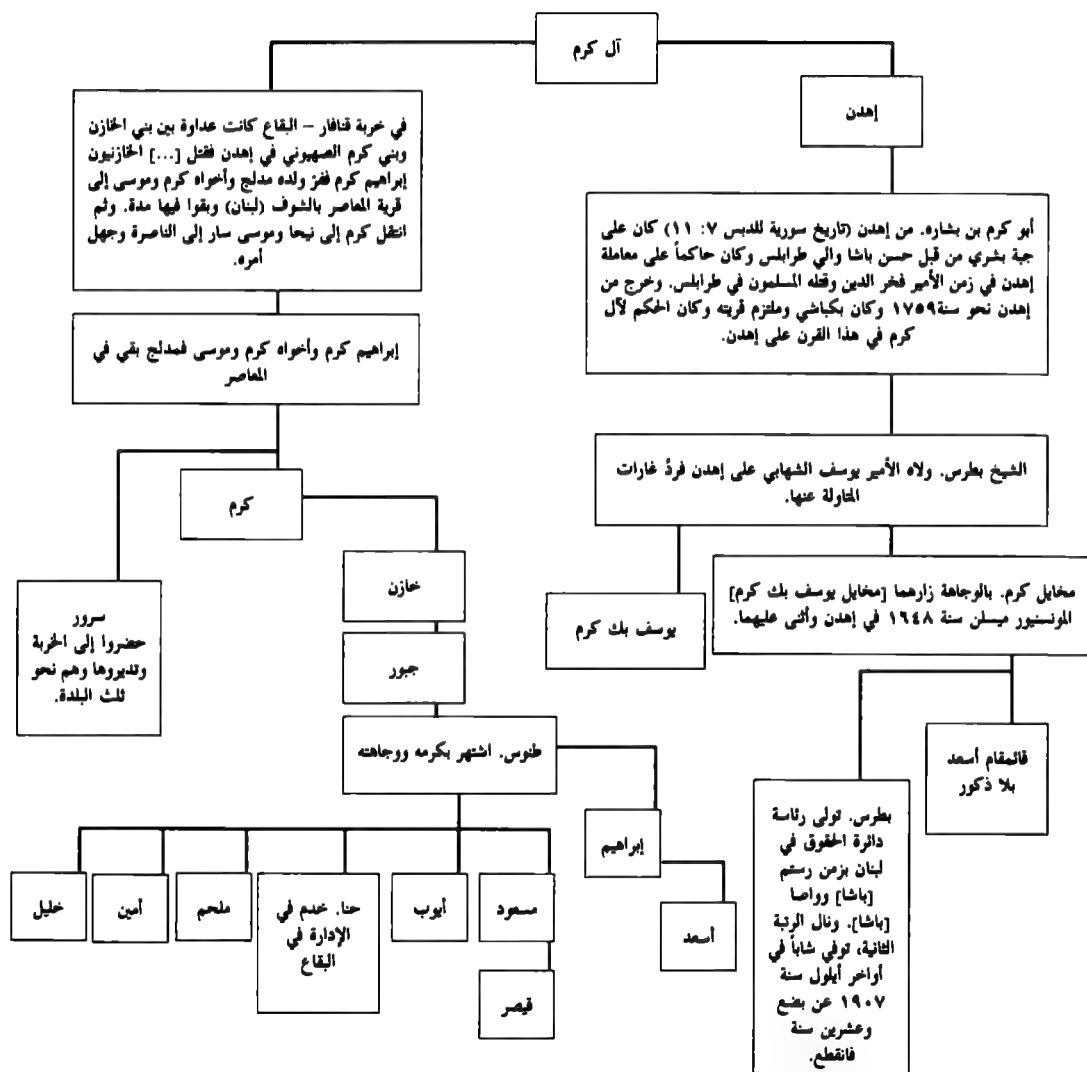 آل كرم
إهدن
أبو كرم بن بشاره. من إهدن (تاريخ سورية للدبس ٧: ١١) كان على
جبة بشري من قبل حسن باشا والي طرابلس وكان حاكماً على معاملة
إهدن في زمن الأمير فخر الدين وقتله المسلمون في طرابلس. وخرج من
إهدن نحو سنة ١٧٥٩ وكان بكباشي وملتزم قريته وكان الحكم لآل
كرم في هذا القرن على إهدن.
الشيخ بطرس. ولاه الأمير يوسف الشهابي على إهدن فردَّ غارات
المتاولة عنها.
مخايل كرم. بالوجاهة زارهما [مخايل يوسف بك كرم]
المونسنيور ميسلن سنة ١٩٤٨ في إهدن وأثنى عليهما.
يوسف بك كرم
قائمقام أسعد
بلا ذكور
بطرس. تولى رئاسة
دائرة الحقوق في
لبنان بزمن رستم
[باشا] وواصا
[باشا]. ونال الرتبة
الثانية، توفي شاباً في
أواخر أيلول سنة
١٩٠٧ عن بضع
وعشرين سنة
فانقطع.
في خربة قنافار – البقاع كانت عداوة بين بني الخازن
وبني كرم الصهيوني في إهدن فقتل [...] الخازنيون
إبراهيم كرم ففرّ ولده مدلج وأخواه كرم وموسى إلى
قرية المعاصر بالشوف (لبنان) وبقوا فيها مدة. وثم
انتقل كرم إلى نيحا وموسى سار إلى الناصرة وجهل
أمره.
إبراهيم كرم وأخواه كرم وموسى فمدلج بقي في
المعاصر
كرم
سرور
حضروا إلى الخربة
وتديروها وهم نحو
ثلث البلدة.
خازن
جبور
طنوس. اشتهر بكرمه ووجاهته
إبراهيم
أسعد
مسعود
قيصر
أيوب
حنا. خدم في
الإدارة في
البقاع
ملحم
أمين
خليل